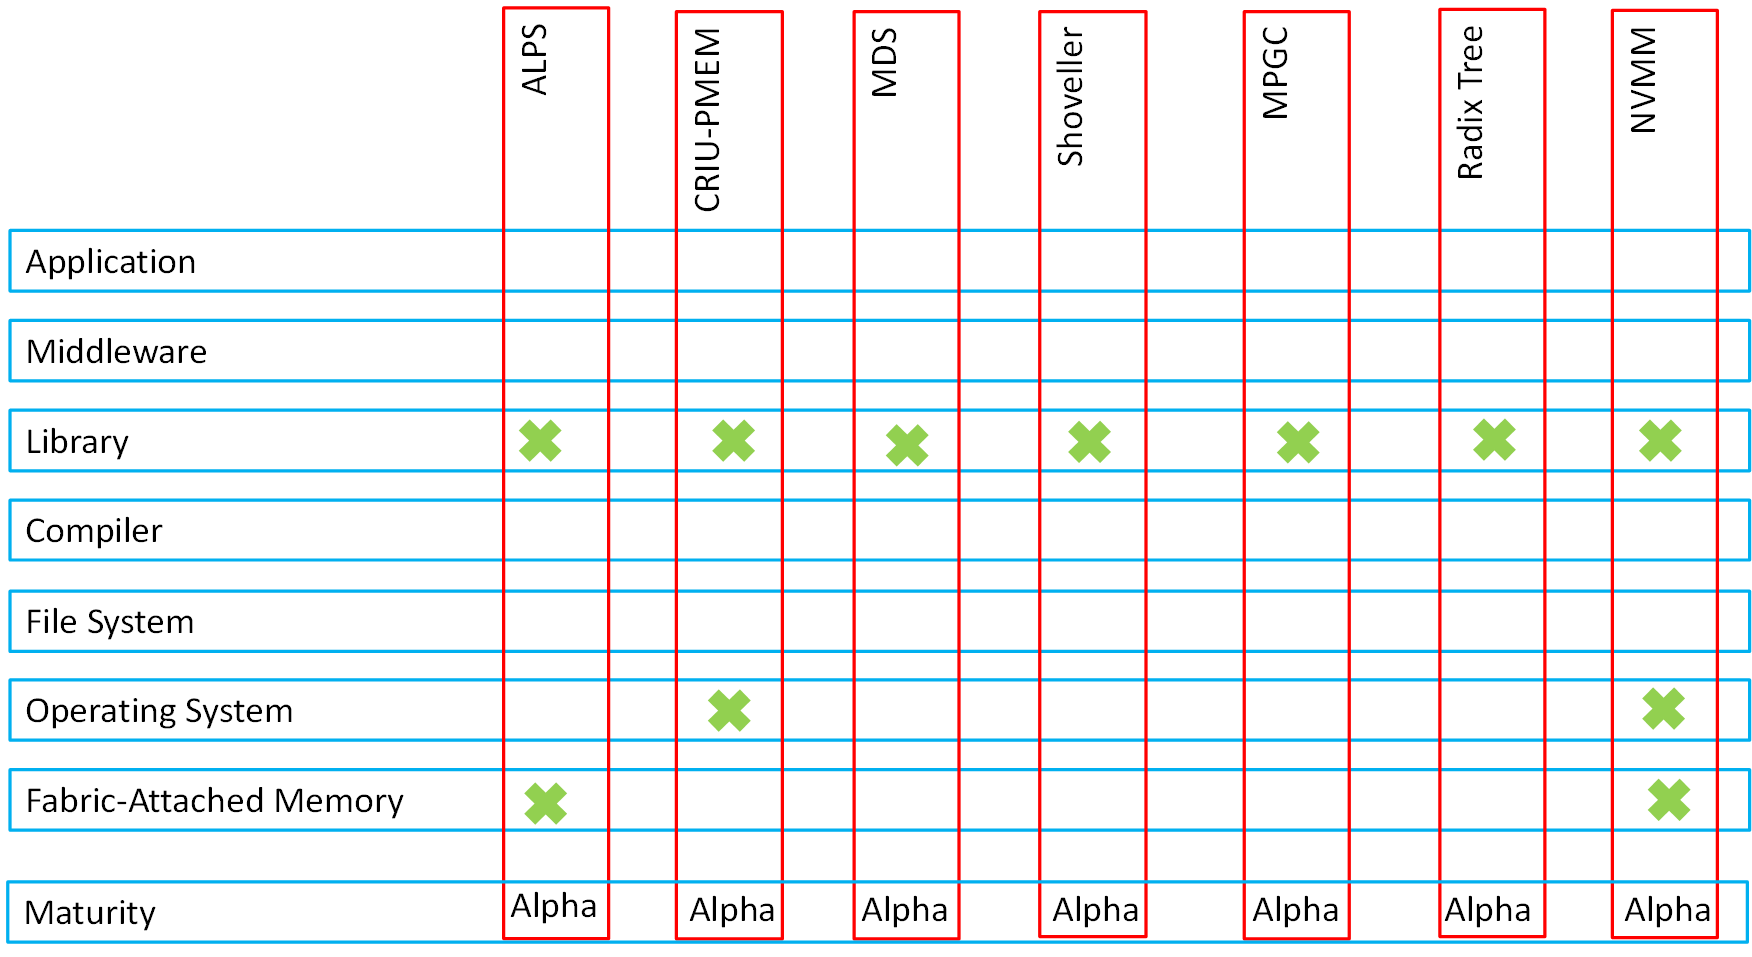 ALPS
CRIU-PMEM
MDS
Shoveller
MPGC
Radix Tree
NVMM
Application
Middleware
Library
Compiler
File System
Operating System
Fabric-Attached Memory
Maturity Alpha Alpha Alpha Alpha Alpha Alpha Alpha